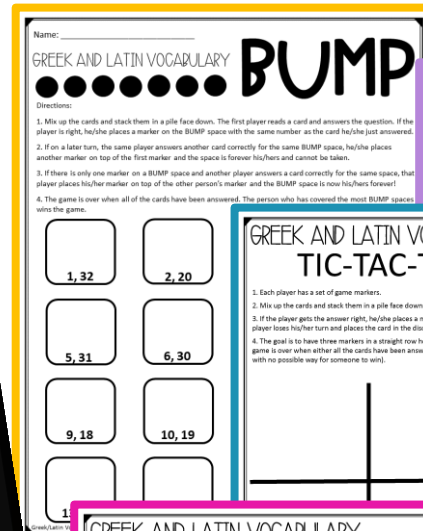 Name:
GREEK AND LATIN VOCABULARY
BUMP
Directions:
1. Mix up the cards and stack them in a pile face down. The first player reads a card and answers the question. If the
player is right, he/she places a marker on the BUMP space with the same number as the card he/she just answered.
2. If on a later turn, the same player answers another card correctly for the same BUMP space, he/she places
another marker on top of the first marker and the space is forever his/hers and cannot be taken.
3. If there is only one marker on a BUMP space and another player answers a card correctly for the same space, that
player places his/her marker on top of the other person's marker and the BUMP space is now his/hers forever!
4. The game is over when all of the cards have been answered. The person who has covered the most BUMP spaces
wins the game.
1, 32
2, 20
5, 31
6, 30
9, 18
10, 19
GREEK AND LATIN
TIC-TAC-
1. Each player has a set of game markers.
2. Mix up the cards and stack them in a pile face down
3. If the player gets the answer right, he/she places a
player loses his/her turn and places the card in the
4. The goal is to have three markers in a straight row
game is over when either all the cards have been
with no possible way for someone to win).
Greek/Latin
GREEK AND LATIN VOCABULARY